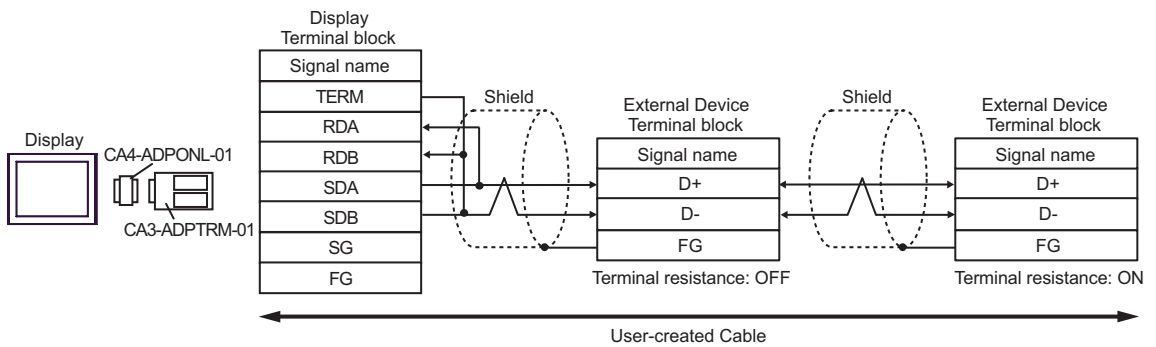 Display
CA4-ADPONL-01
CA3-ADPTRM-01
Display
Terminal block
Signal name
TERM
RDA
RDB
SDA
SDB
SG
FG
Shield
External Device
Terminal block
Signal name
D+
D-
FG
Terminal resistance: OFF
Shield
External Device
Terminal block
Signal name
D+
D-
FG
Terminal resistance: ON
User-created Cable